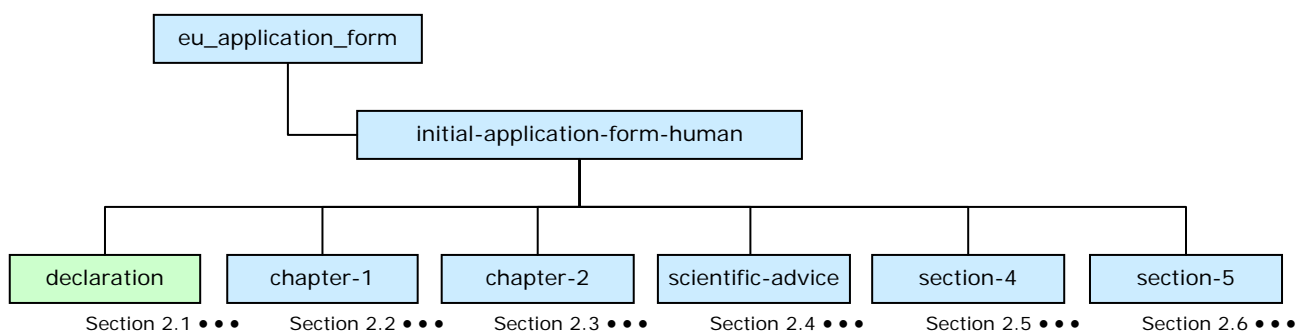 eu_application_form
initial-application-form-human
declaration
chapter-1
chapter-2
scientific-advice
section-4
section-5
Section 2.1 ● ● ●
Section 2.2 ● ● ●
Section 2.3 ● ● ●
Section 2.4 ● ● ●
Section 2.5 ● ● ●
Section 2.6 ● ● ●